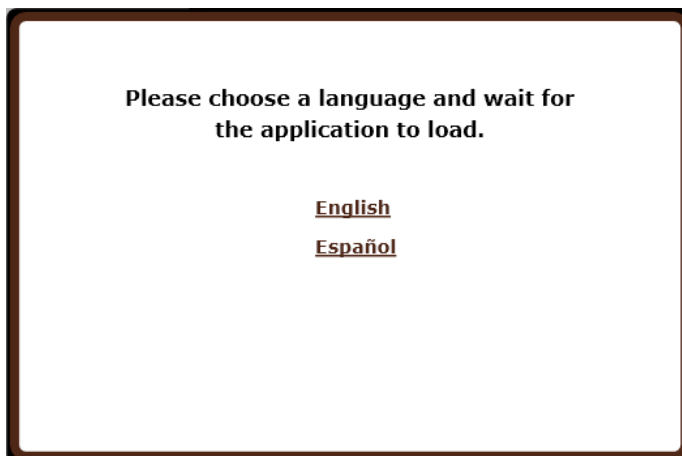 Please choose a language and wait for
the application to load.
English
Español